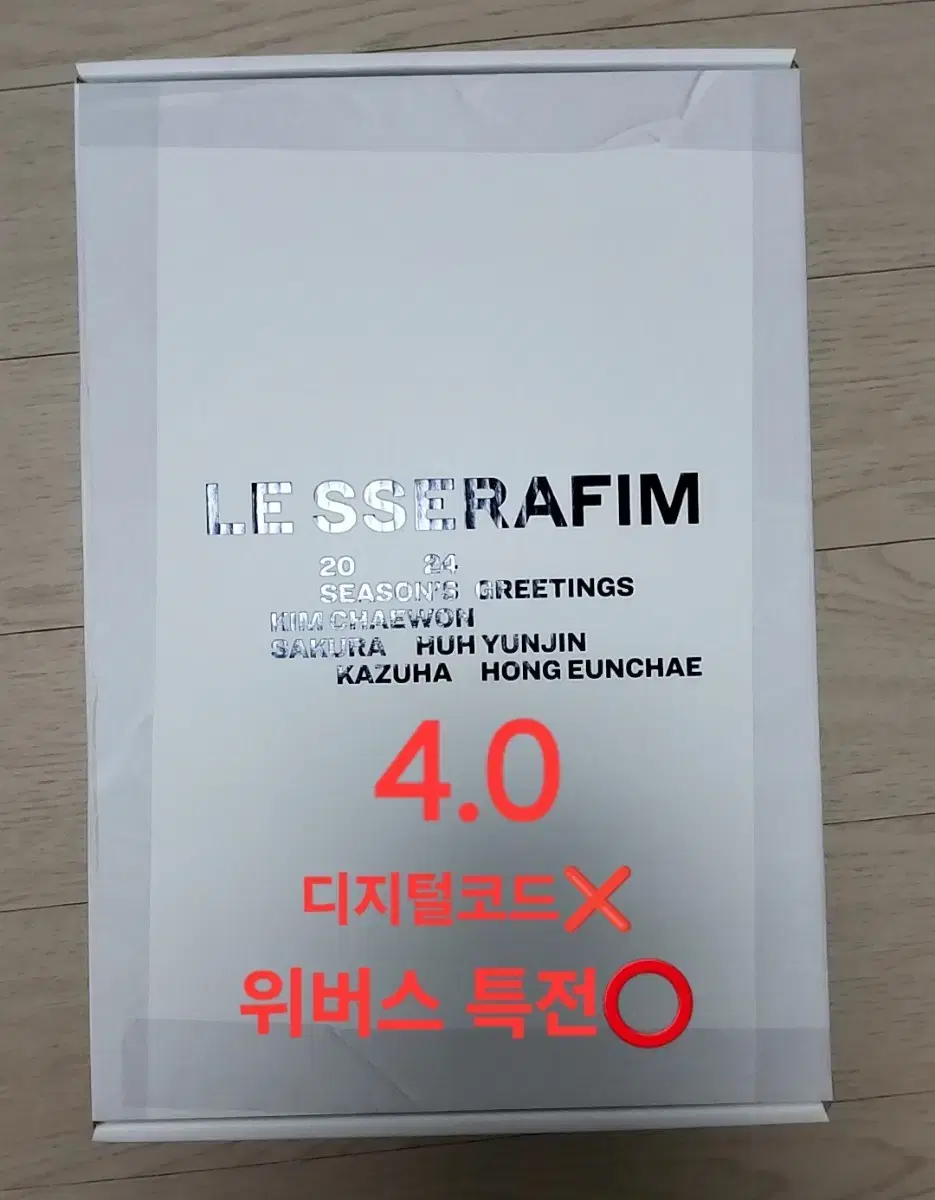 LE SSERAFIM
20 24
SEASON'S GREETINGS
KIM CHAEWON
SAKURA HUH YUNJIN
KAZUHA HONG EUNCHAE
4.0
디지털코드❌
위버스 특전⭕